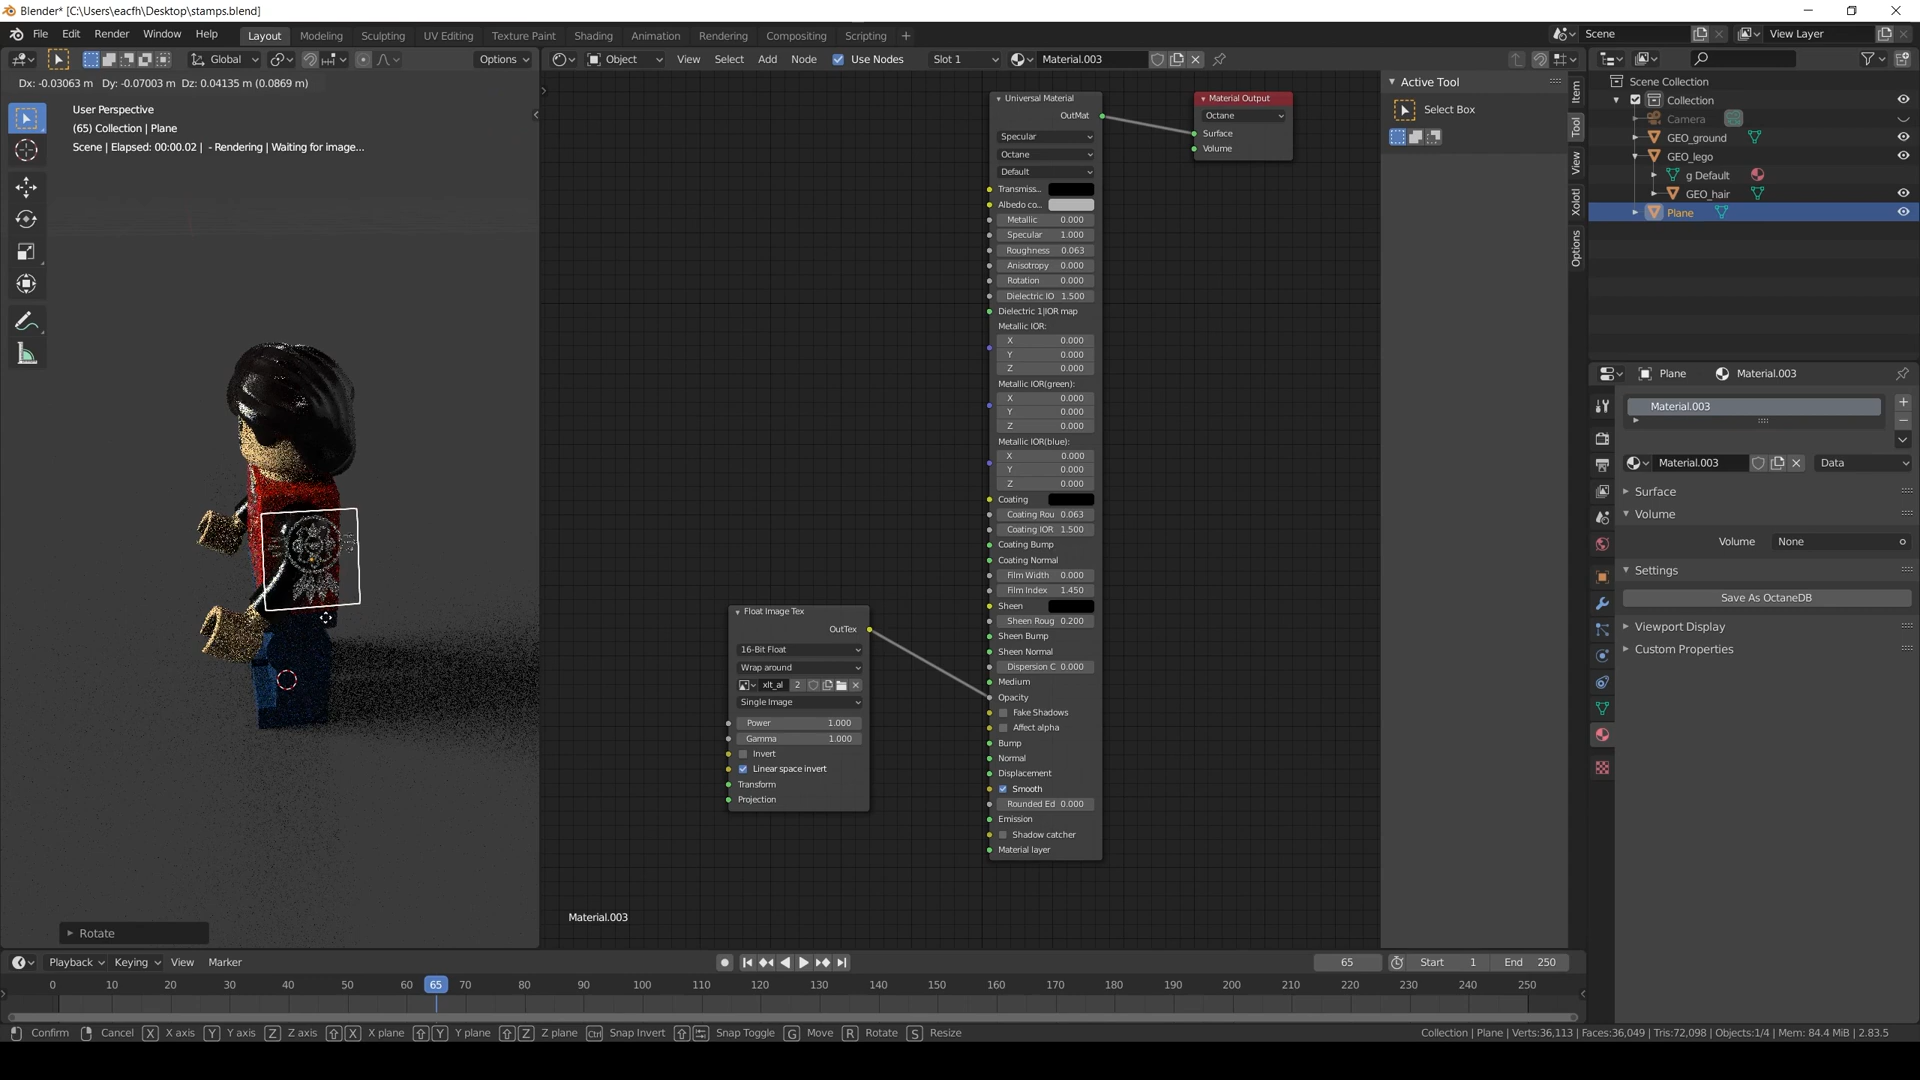 Blender* [C:\Users\eacfh\Desktop\stamps.blend]
File Edit Render Window Help Layout Modeling Sculpting UV Editing Texture Paint Shading Animation Rendering Compositing Scripting + Scene View Layer
Global Options Object View Select Add Node Use Nodes Slot 1 Material.003
Dx: -0.03063 m Dy: -0.07003 m Dz: 0.04135 m (0.0869 m)
User Perspective
(65) Collection | Plane
Scene | Elapsed: 00:00.02 | - Rendering | Waiting for image...
Rotate
Universal Material
OutMat
Specular
Octane
Default
Transmiss..
Albedo co..
Metallic 0.000
Specular 1.000
Roughness 0.063
Anisotropy 0.000
Rotation 0.000
Dielectric IO 1.500
Dielectric 1|IOR map
Metallic IOR:
X 0.000
Y 0.000
Z 0.000
Metallic IOR(green):
X 0.000
Y 0.000
Z 0.000
Metallic IOR(blue):
X 0.000
Y 0.000
Z 0.000
Coating
Coating Rou 0.063
Coating IOR 1.500
Coating Bump
Coating Normal
Film Width 0.000
Film Index 1.450
Sheen
Sheen Roug 0.200
Sheen Bump
Sheen Normal
Dispersion C 0.000
Medium
Opacity
Fake Shadows
Affect alpha
Bump
Normal
Displacement
Smooth
Rounded Ed 0.000
Emission
Shadow catcher
Material layer
Material Output
Octane
Surface
Volume
Float Image Tex
OutTex
16-Bit Float
Wrap around
xlt_al 2
Single Image
Power 1.000
Gamma 1.000
Invert
Linear space invert
Transform
Projection
Material.003
Active Tool
Select Box
Item
Tool
View
Xolotl
Options
Scene Collection
Collection
Camera
GEO_ground
GEO_lego
g Default
GEO_hair
Plane
Plane Material.003
Material.003
Material.003 Data
Surface
Volume
Volume None
Settings
Save As OctaneDB
Viewport Display
Custom Properties
Playback Keying View Marker 65 Start 1 End 250
0 10 20 30 40 50 60 65 70 80 90 100 110 120 130 140 150 160 170 180 190 200 210 220 230 240 250
Confirm Cancel X X axis Y Y axis Z Z axis X X plane Y Y plane Z Z plane Ctrl Snap Invert Snap Toggle G Move R Rotate S Resize Collection | Plane | Verts:36,113 | Faces:36,049 | Tris:72,098 | Objects:1/4 | Mem: 84.4 MiB | 2.83.5